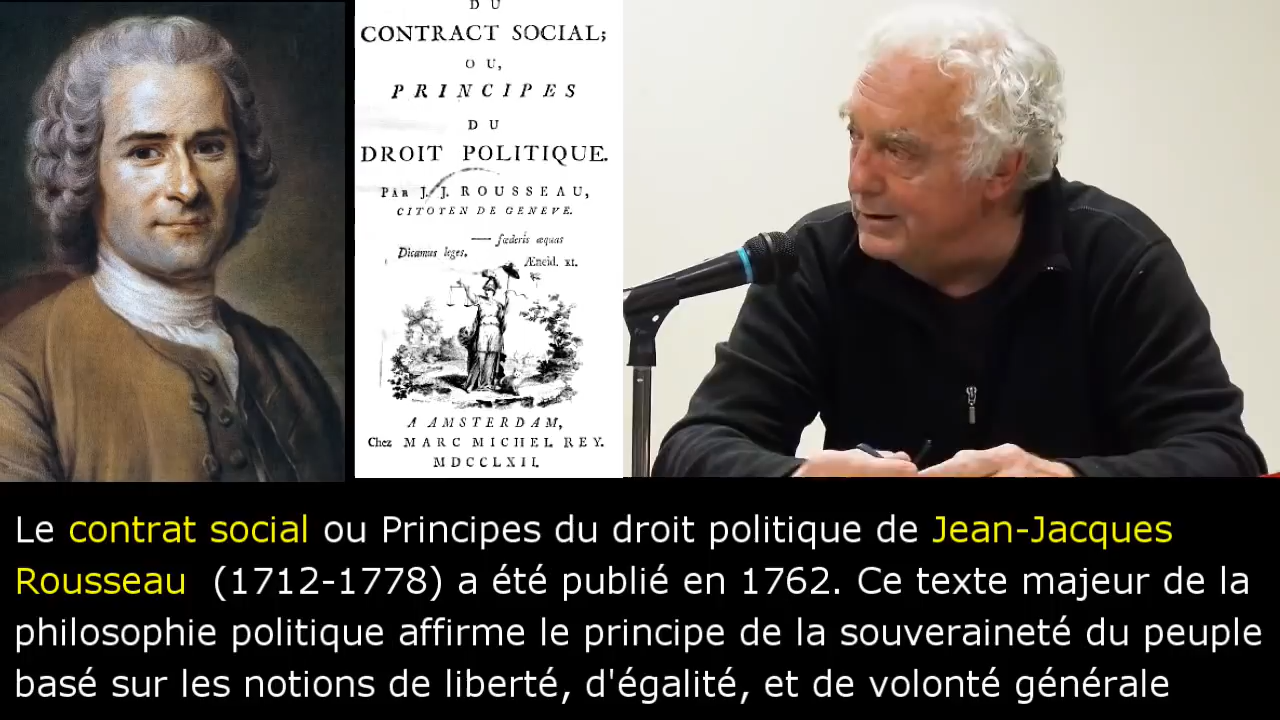 DU
CONTRACT SOCIAL;
OU,
PRINCIPES
DU
DROIT POLITIQUE.
PAR J. J. ROUSSEAU,
CITOYEN DE GENEVE.
— fœderis æquas
Dicamus leges.
Æneid. XI.
A AMSTERDAM,
Chez MARC MICHEL REY.
MDCCLXII.
Le contrat social ou Principes du droit politique de Jean-Jacques
Rousseau (1712-1778) a été publié en 1762. Ce texte majeur de la
philosophie politique affirme le principe de la souveraineté du peuple
basé sur les notions de liberté, d'égalité, et de volonté générale